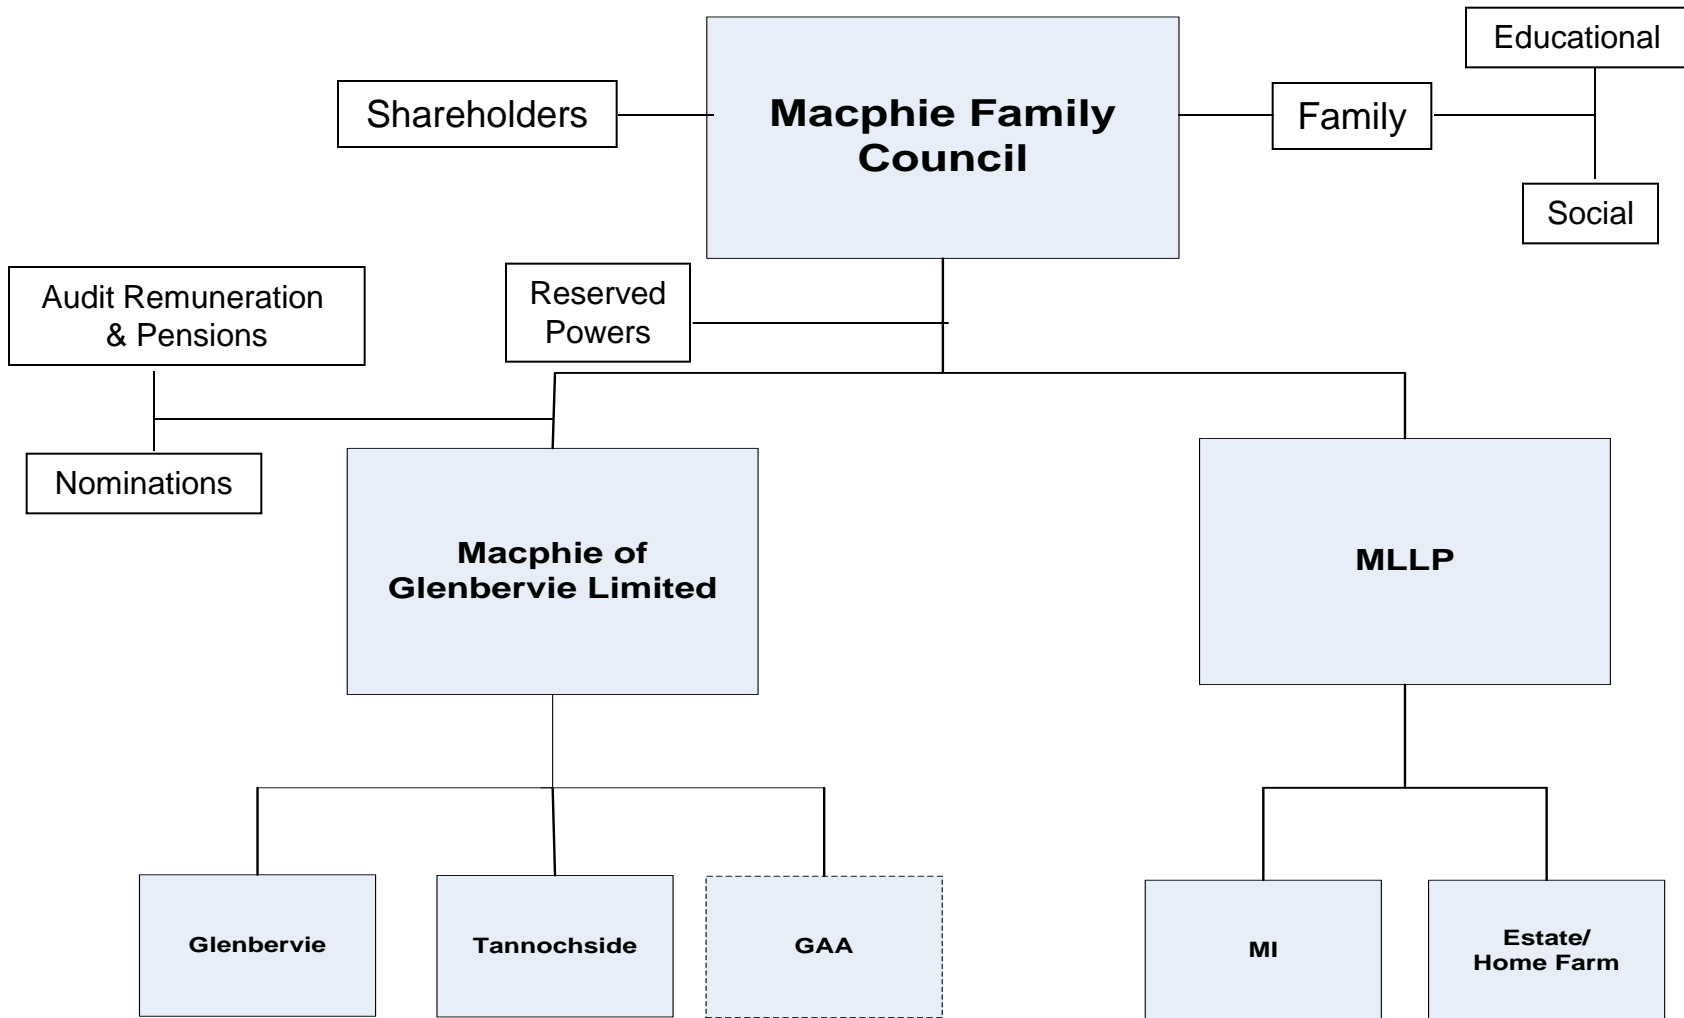 Educational
Shareholders
Macphie Family
Council
Family
Social
Audit Remuneration
& Pensions
Reserved
Powers
Nominations
Macphie of
Glenbervie Limited
MLLP
Glenbervie
Tannochside
GAA
MI
Estate/
Home Farm